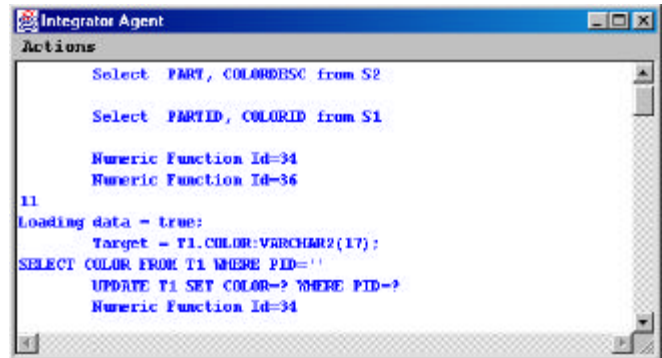 Integrator Agent
Actions
Select PART, COLORDESC from S2
Select PARTID, COLORID from S1
Numeric Function Id=34
Numeric Function Id=36
11
Loading data = true;
Target = T1.COLOR:VARCHAR2(17);
SELECT COLOR FROM T1 WHERE PID=''
UPDATE T1 SET COLOR=? WHERE PID=?
Numeric Function Id=34